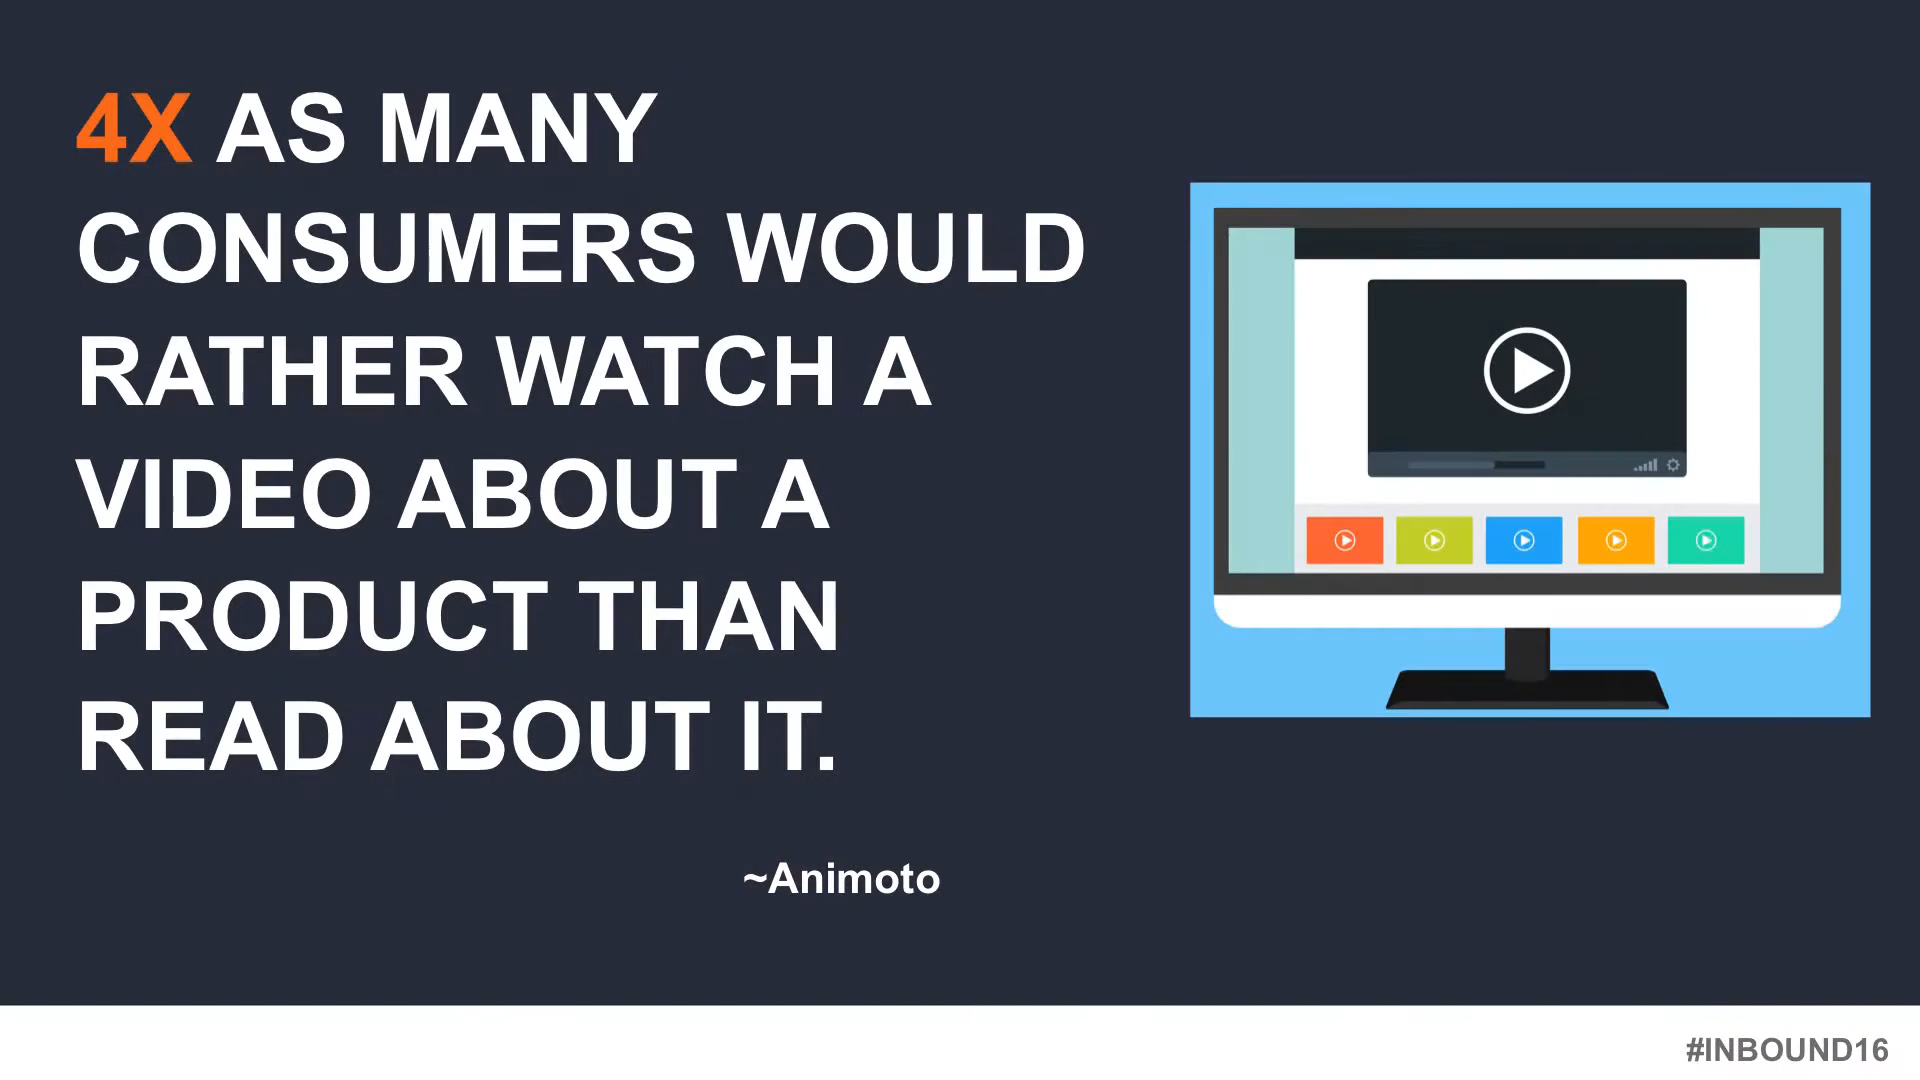 4X AS MANY
CONSUMERS WOULD
RATHER WATCH A
VIDEO ABOUT A
PRODUCT THAN
READ ABOUT IT.
~Animoto
#INBOUND16